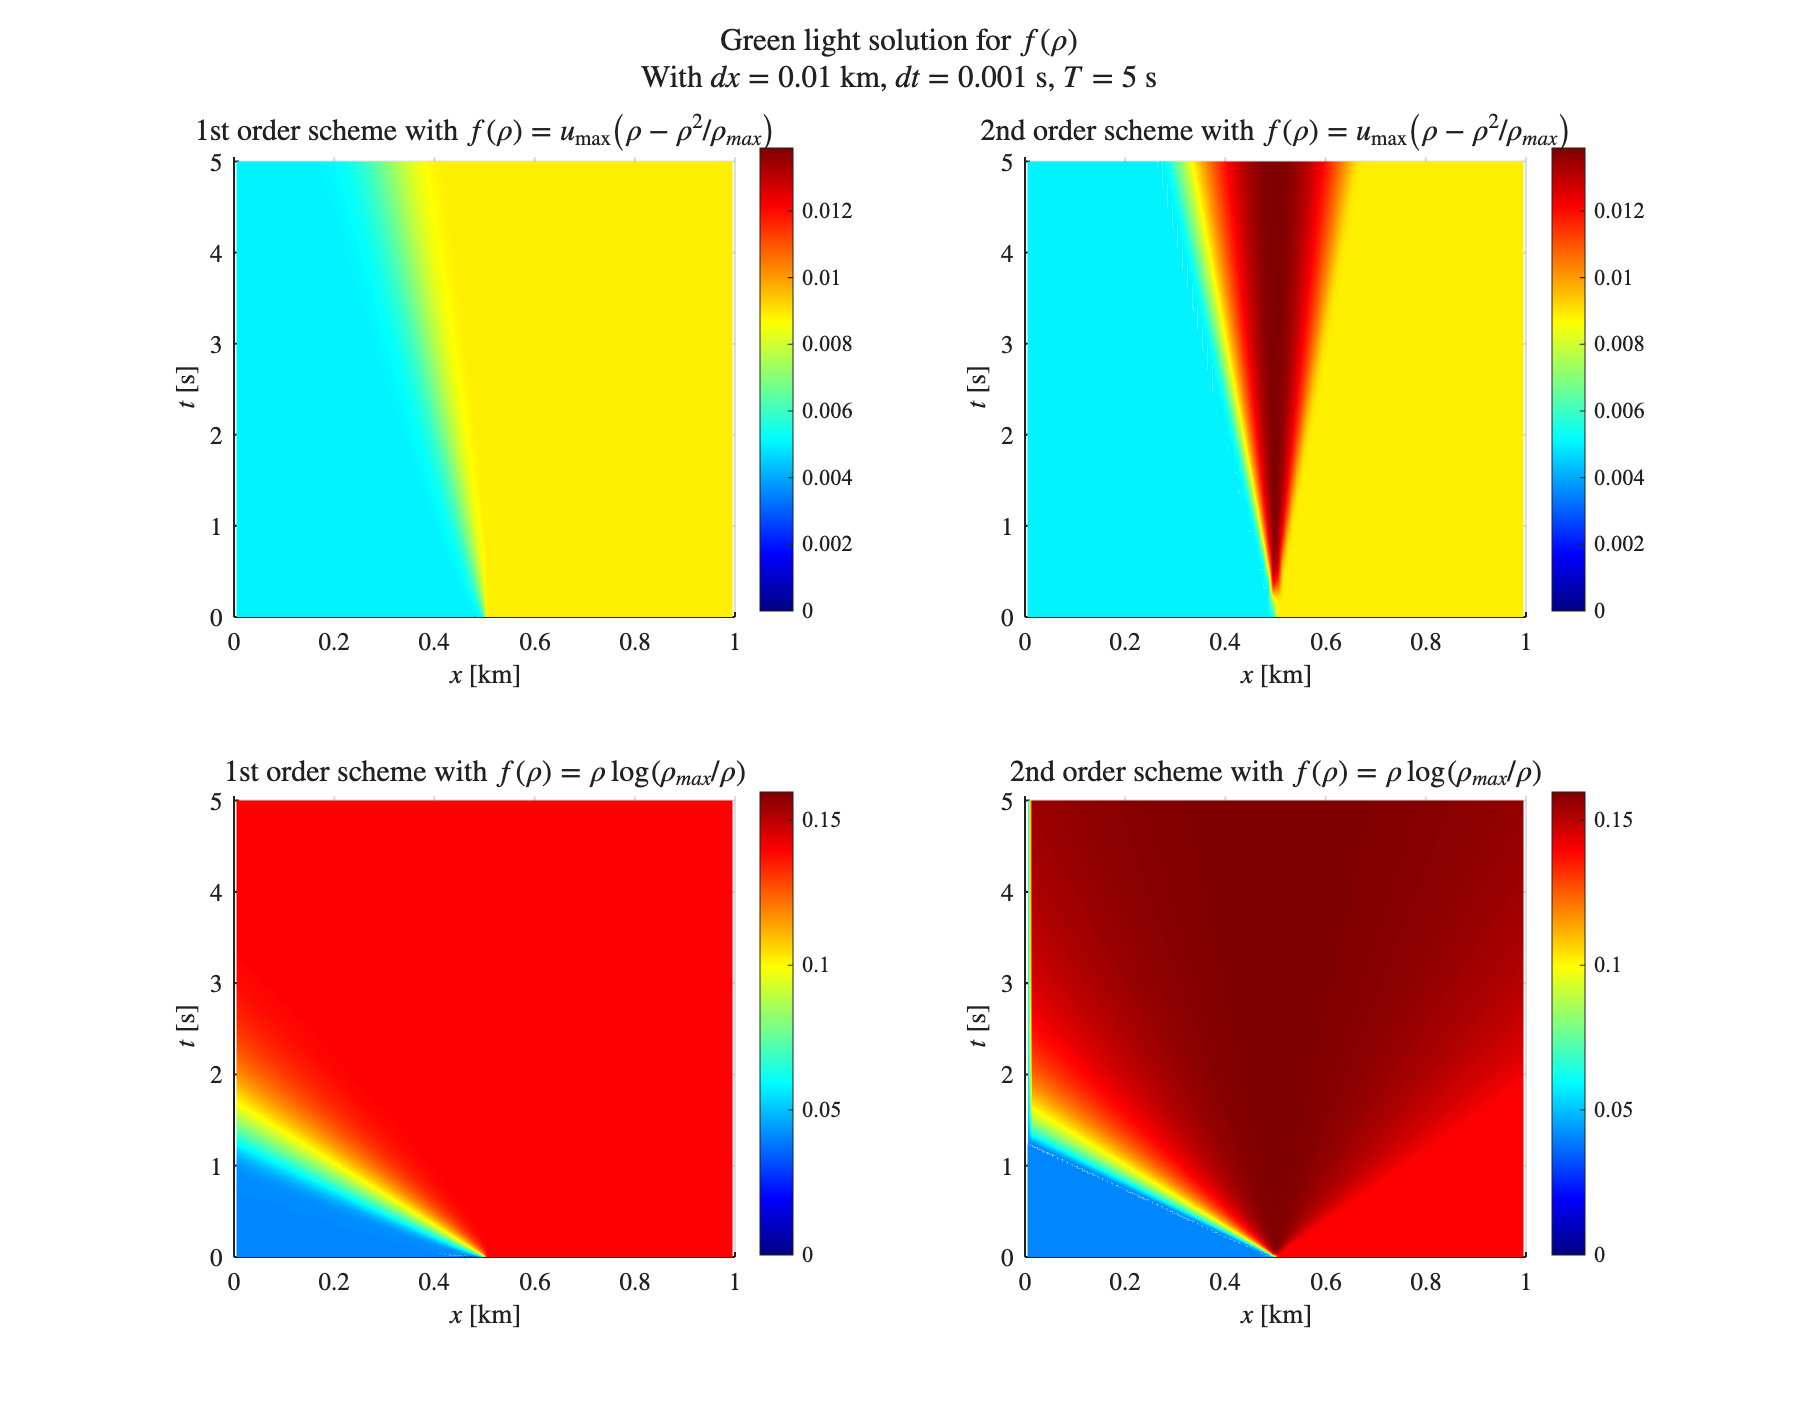 Green light solution for f(ρ)
With dx = 0.01 km, dt = 0.001 s, T = 5 s
1st order scheme with f(ρ) = u_max(ρ − ρ²/ρ_max)
5
4
3
2
1
0
t [s]
0 0.2 0.4 0.6 0.8 1
x [km]
0.012
0.01
0.008
0.006
0.004
0.002
0
2nd order scheme with f(ρ) = u_max(ρ − ρ²/ρ_max)
5
4
3
2
1
0
t [s]
0 0.2 0.4 0.6 0.8 1
x [km]
0.012
0.01
0.008
0.006
0.004
0.002
0
1st order scheme with f(ρ) = ρ log(ρ_max/ρ)
5
4
3
2
1
0
t [s]
0 0.2 0.4 0.6 0.8 1
x [km]
0.15
0.1
0.05
0
2nd order scheme with f(ρ) = ρ log(ρ_max/ρ)
5
4
3
2
1
0
t [s]
0 0.2 0.4 0.6 0.8 1
x [km]
0.15
0.1
0.05
0